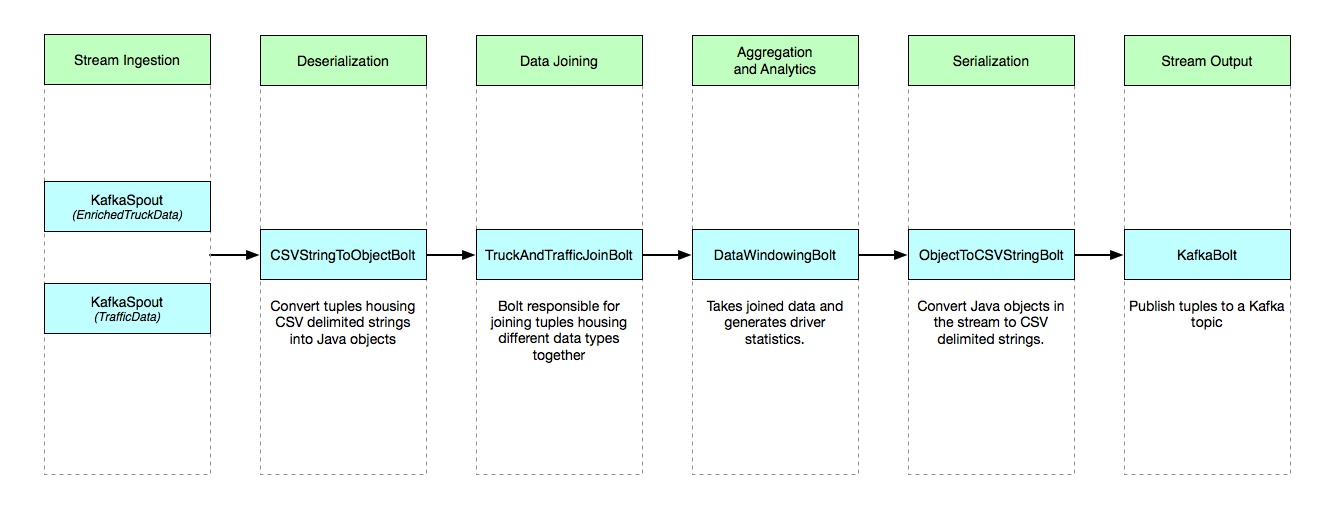 Stream Ingestion
Deserialization
Data Joining
Aggregation
and Analytics
Serialization
Stream Output
KafkaSpout
(EnrichedTruckData)
KafkaSpout
(TrafficData)
CSVStringToObjectBolt
Convert tuples housing
CSV delimited strings
into Java objects
TruckAndTrafficJoinBolt
Bolt responsible for
joining tuples housing
different data types
together
DataWindowingBolt
Takes joined data and
generates driver
statistics.
ObjectToCSVStringBolt
Convert Java objects in
the stream to CSV
delimited strings.
KafkaBolt
Publish tuples to a Kafka
topic